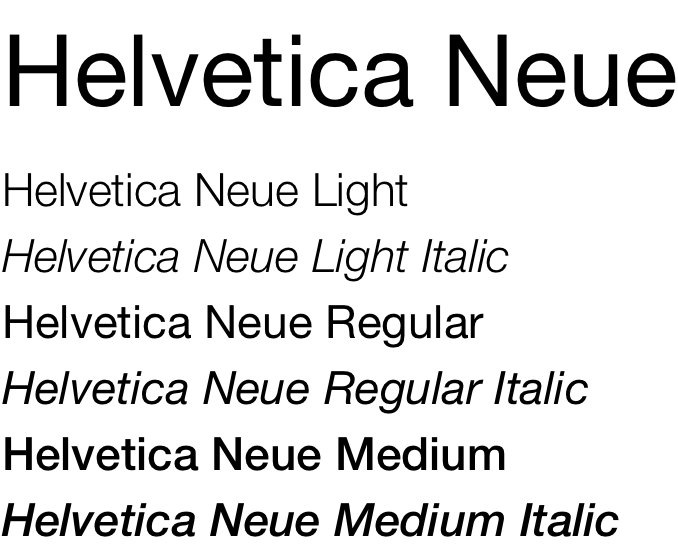 Helvetica Neue
Helvetica Neue Light
Helvetica Neue Light Italic
Helvetica Neue Regular
Helvetica Neue Regular Italic
Helvetica Neue Medium
Helvetica Neue Medium Italic